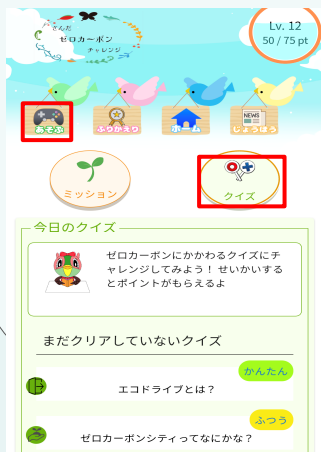 さんだ
ゼロカーボン
チャレンジ
Lv. 12
50 / 75 pt
あそぶ
ふりかえり
ホーム
NEWS
じょうほう
ミッション
クイズ
今日のクイズ
ゼロカーボンにかかわるクイズにチ
ャレンジしてみよう！ せいかいする
とポイントがもらえるよ
まだクリアしていないクイズ
かんたん
エコドライブとは？
ふつう
ゼロカーボンシティってなにかな？